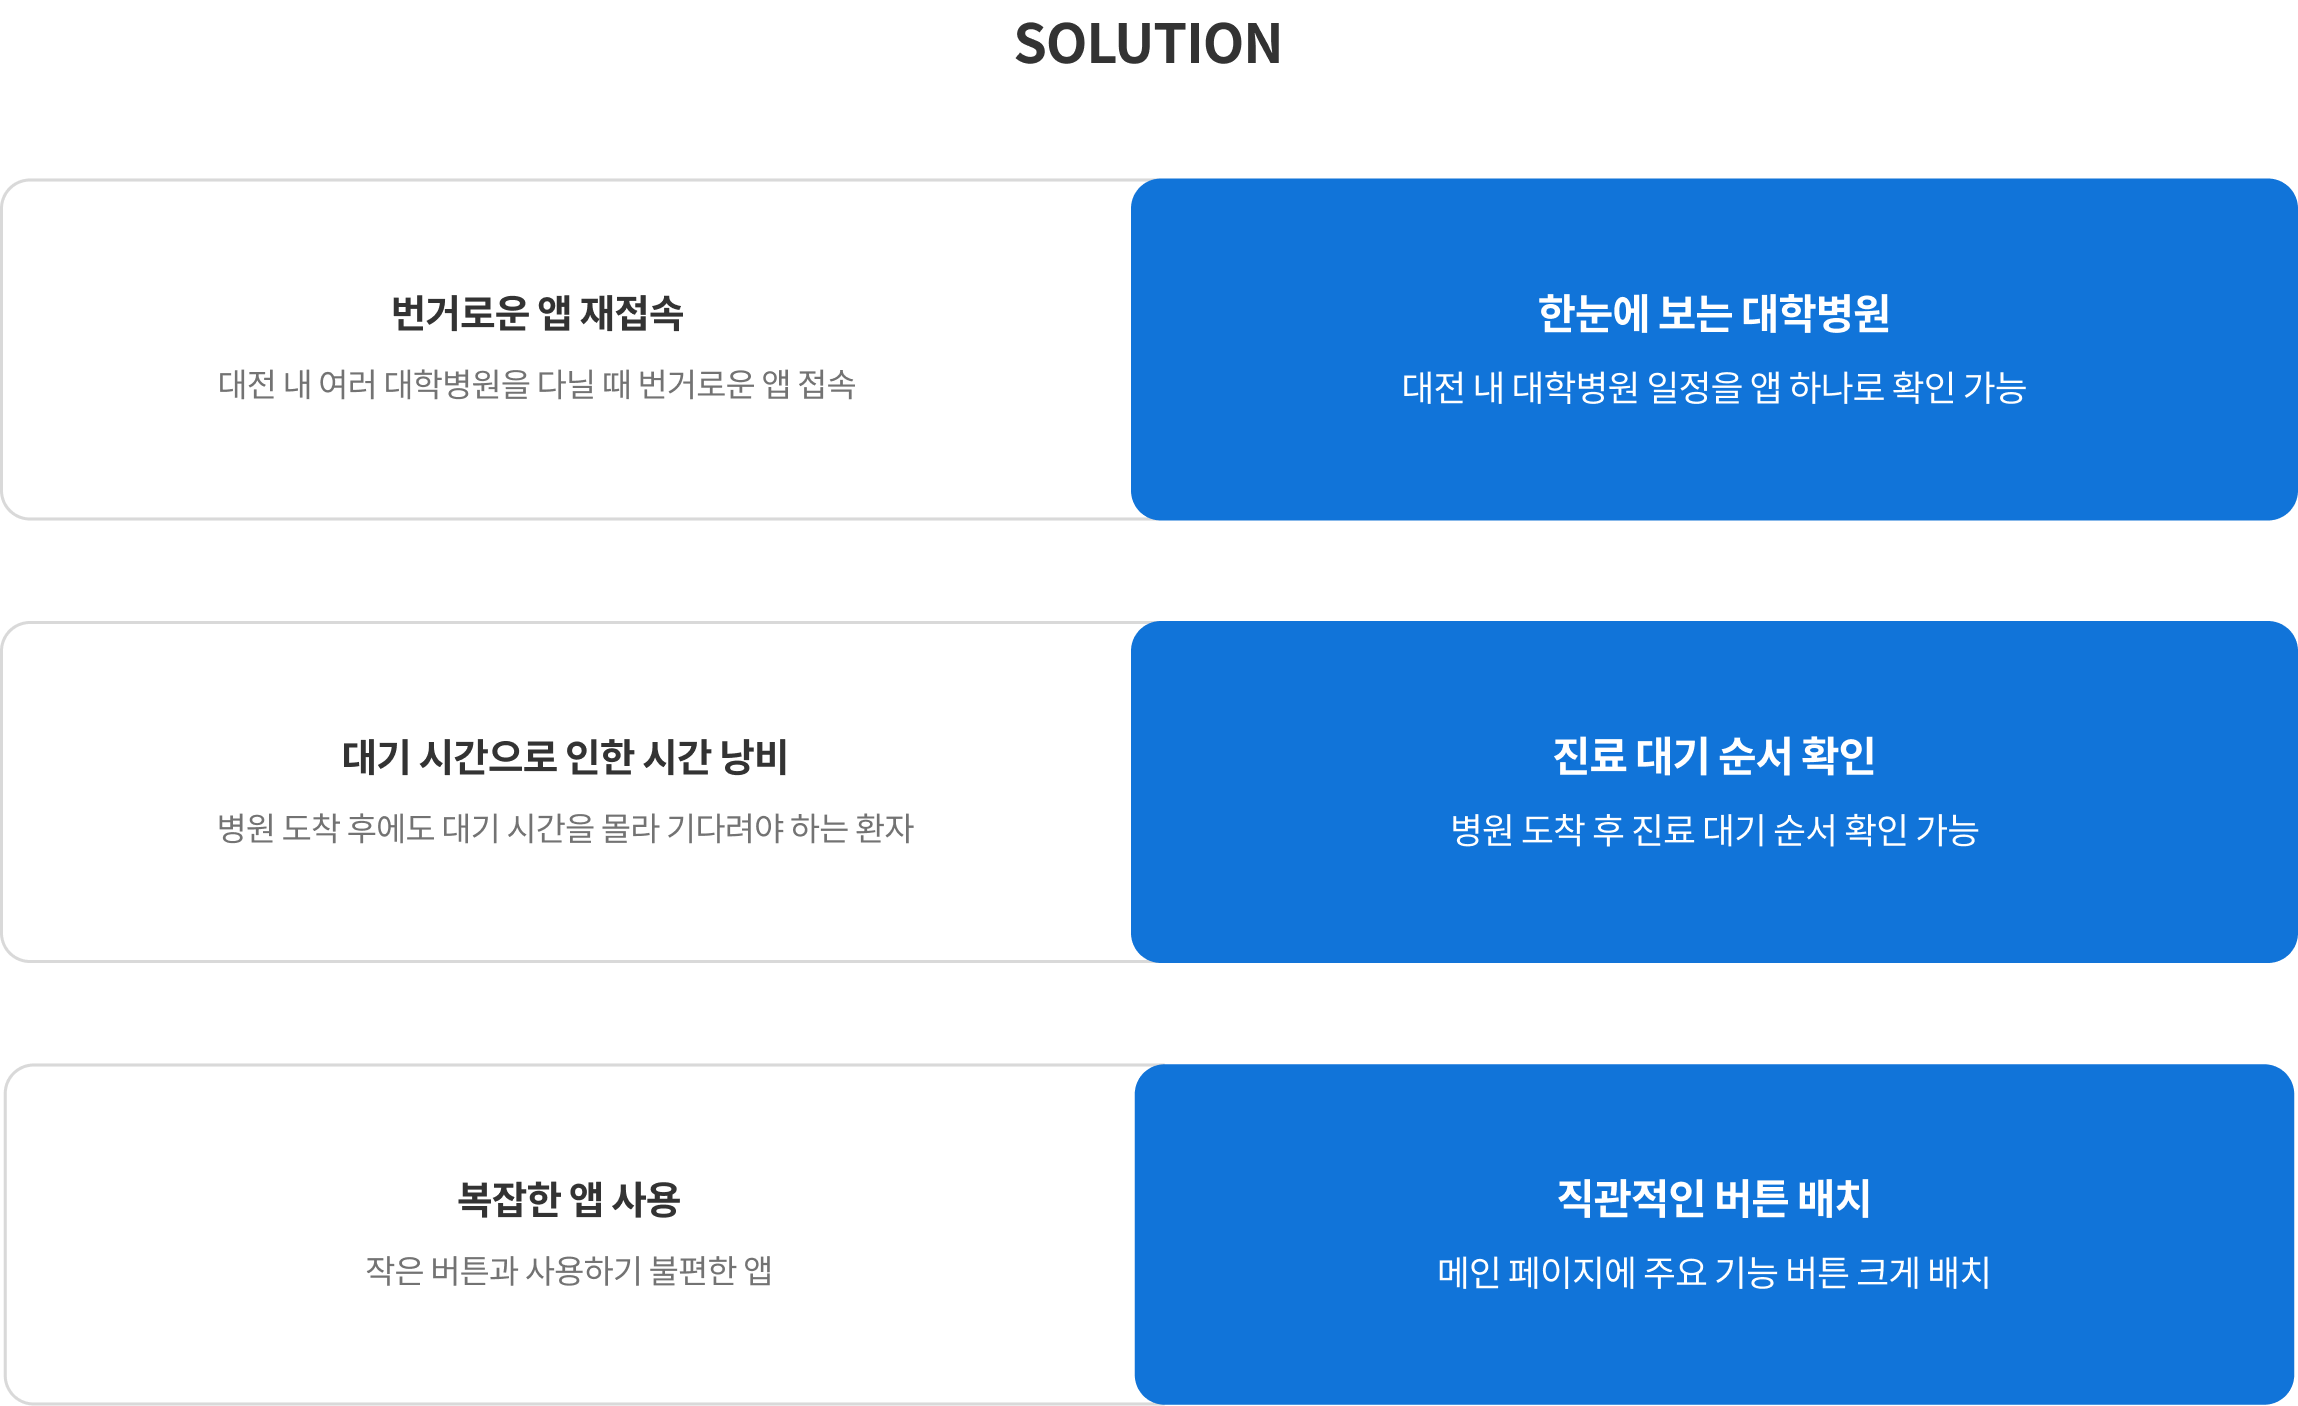 SOLUTION
번거로운 앱 재접속
대전 내 여러 대학병원을 다닐 때 번거로운 앱 접속
한눈에 보는 대학병원
대전 내 대학병원 일정을 앱 하나로 확인 가능
대기 시간으로 인한 시간 낭비
병원 도착 후에도 대기 시간을 몰라 기다려야 하는 환자
진료 대기 순서 확인
병원 도착 후 진료 대기 순서 확인 가능
복잡한 앱 사용
작은 버튼과 사용하기 불편한 앱
직관적인 버튼 배치
메인 페이지에 주요 기능 버튼 크게 배치